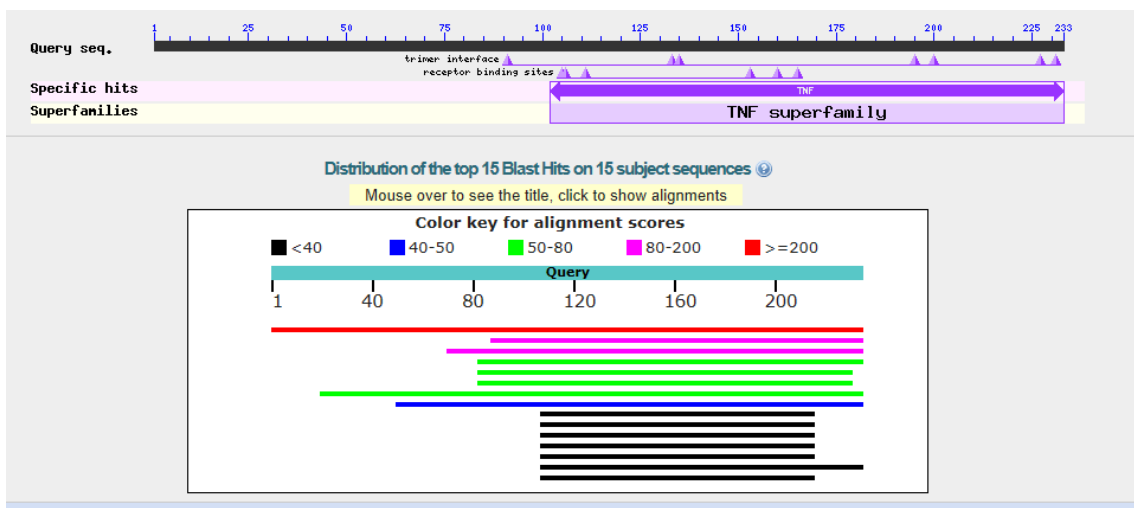 1 25 50 75 100 125 150 175 200 225 233
Query seq.
trimer interface
receptor binding sites
Specific hits
TNF
Superfamilies
TNF superfamily
Distribution of the top 15 Blast Hits on 15 subject sequences ?
Mouse over to see the title, click to show alignments
Color key for alignment scores
<40 40-50 50-80 80-200 >=200
Query
1 40 80 120 160 200